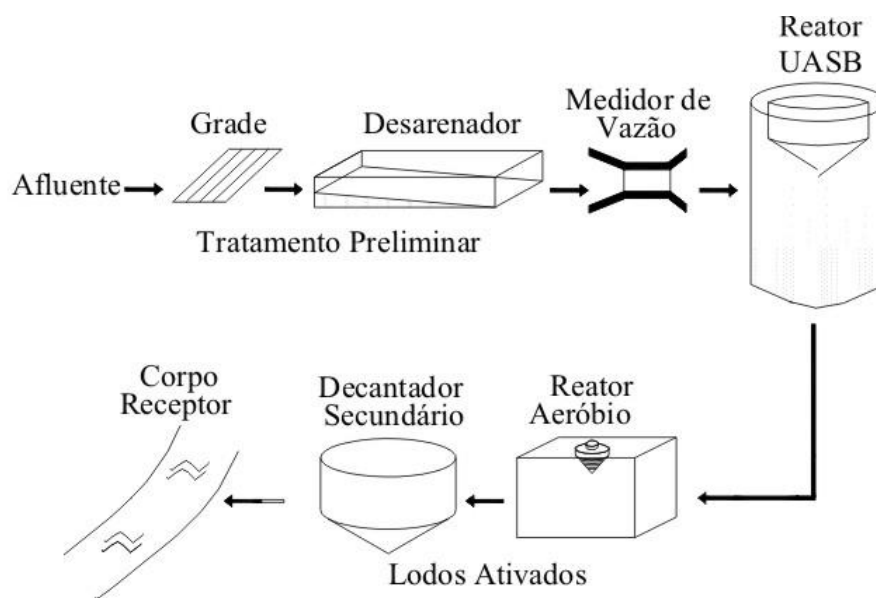 Reator
UASB
Medidor de
Vazão
Grade
Desarenador
Afluente
Tratamento Preliminar
Corpo
Receptor
Decantador
Secundário
Reator
Aeróbio
Lodos Ativados